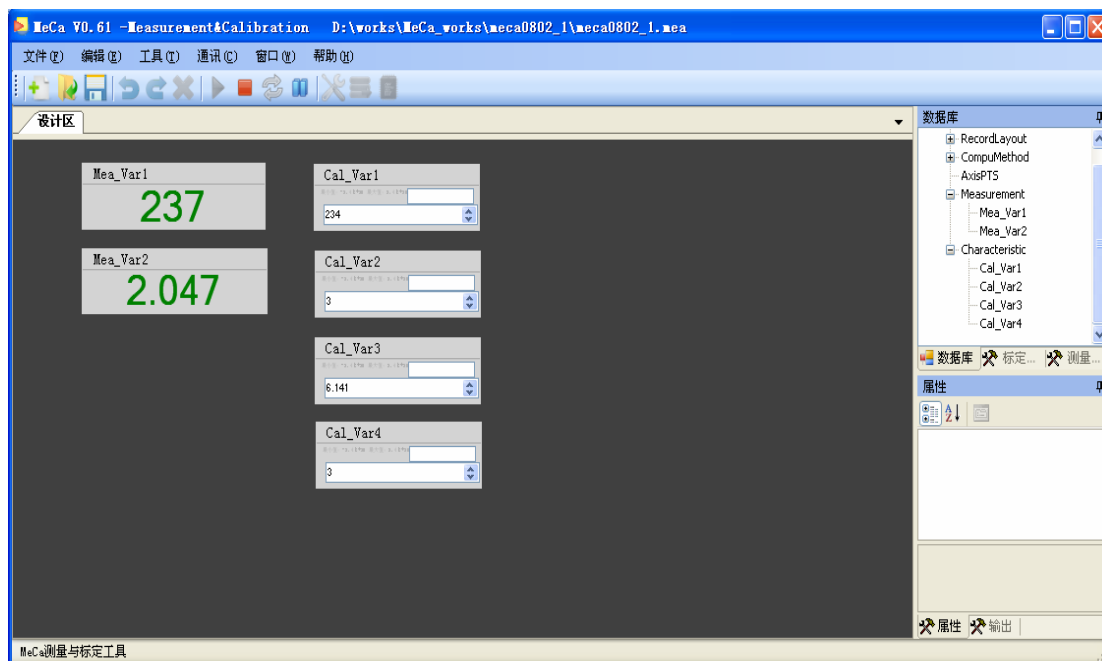 MeCa V0.61 -Measurement&Calibration D:\works\MeCa_works\meca0802_1\meca0802_1.mea
文件(F) 编辑(E) 工具(T) 通讯(C) 窗口(W) 帮助(H)
设计区
Mea_Var1
237
Mea_Var2
2.047
Cal_Var1
234
Cal_Var2
3
Cal_Var3
6.141
Cal_Var4
3
数据库
RecordLayout
CompuMethod
AxisPTS
Measurement
Mea_Var1
Mea_Var2
Characteristic
Cal_Var1
Cal_Var2
Cal_Var3
Cal_Var4
数据库 标定... 测量...
属性
属性 输出
MeCa测量与标定工具